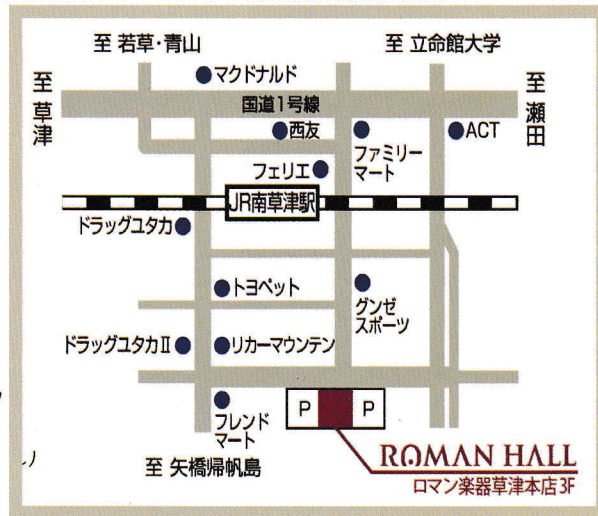 至 若草・青山
至 立命館大学
至 草津
マクドナルド
至 瀬田
国道1号線
西友
ファミリー
マート
ACT
フェリエ
JR南草津駅
ドラッグユタカ
トヨペット
グンゼ
スポーツ
ドラッグユタカⅡ
リカーマウンテン
P
P
フレンド
マート
至 矢橋帰帆島
ROMAN HALL
ロマン楽器草津本店3F